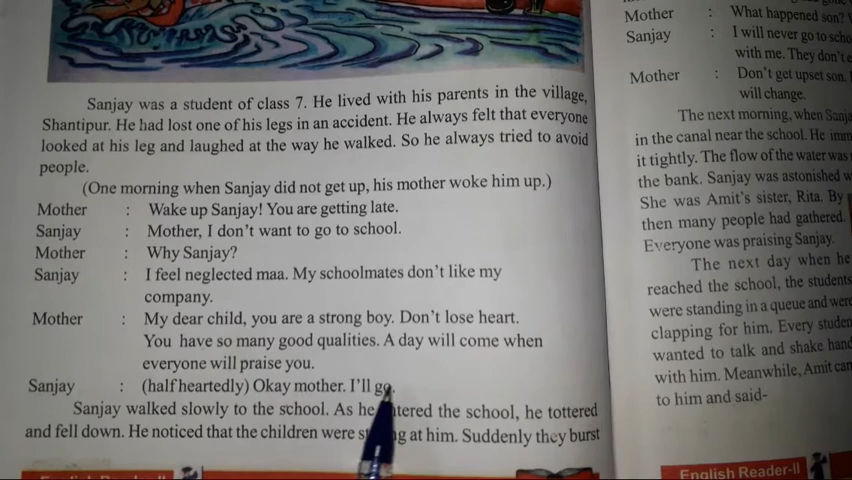 Sanjay was a student of class 7. He lived with his parents in the village,
Shantipur. He had lost one of his legs in an accident. He always felt that everyone
looked at his leg and laughed at the way he walked. So he always tried to avoid
people.
(One morning when Sanjay did not get up, his mother woke him up.)
Mother : Wake up Sanjay! You are getting late.
Sanjay : Mother, I don't want to go to school.
Mother : Why Sanjay?
Sanjay : I feel neglected maa. My schoolmates don't like my
company.
Mother : My dear child, you are a strong boy. Don't lose heart.
You have so many good qualities. A day will come when
everyone will praise you.
Sanjay : (half heartedly) Okay mother. I'll go.
Sanjay walked slowly to the school. As he entered the school, he tottered
and fell down. He noticed that the children were at him. Suddenly they burst
Mother : What happened son?
Sanjay : I will never go to
with me. They don't
Mother : Don't get upset son.
will change.
The next morning, when
in the canal near the school. He
it tightly. The flow of the water was
the bank. Sanjay was astonished
She was Amit's sister, Rita. By
then many people had gathered.
Everyone was praising Sanjay.
The next day when he
reached the school, the students
were standing in a queue and
clapping for him. Every
wanted to talk and shake
with him. Meanwhile, Amit
to him and said-
English Reader-II